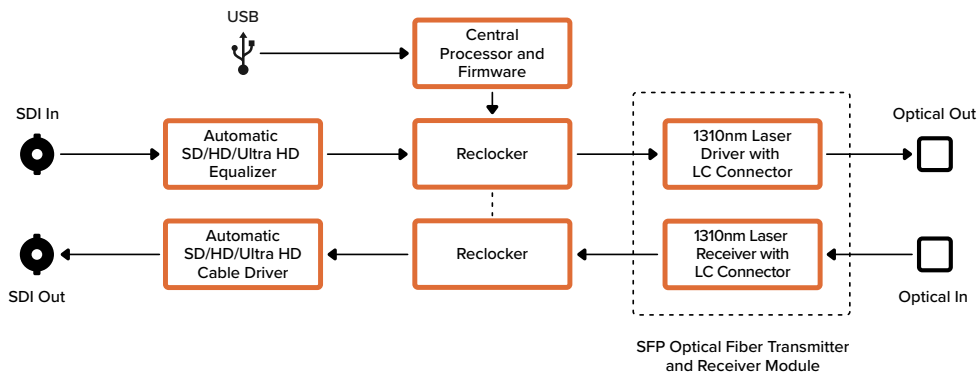 USB
Central
Processor and
Firmware
SDI In
Automatic
SD/HD/Ultra HD
Equalizer
Reclocker
1310nm Laser
Driver with
LC Connector
Optical Out
SDI Out
Automatic
SD/HD/Ultra HD
Cable Driver
Reclocker
1310nm Laser
Receiver with
LC Connector
Optical In
SFP Optical Fiber Transmitter
and Receiver Module